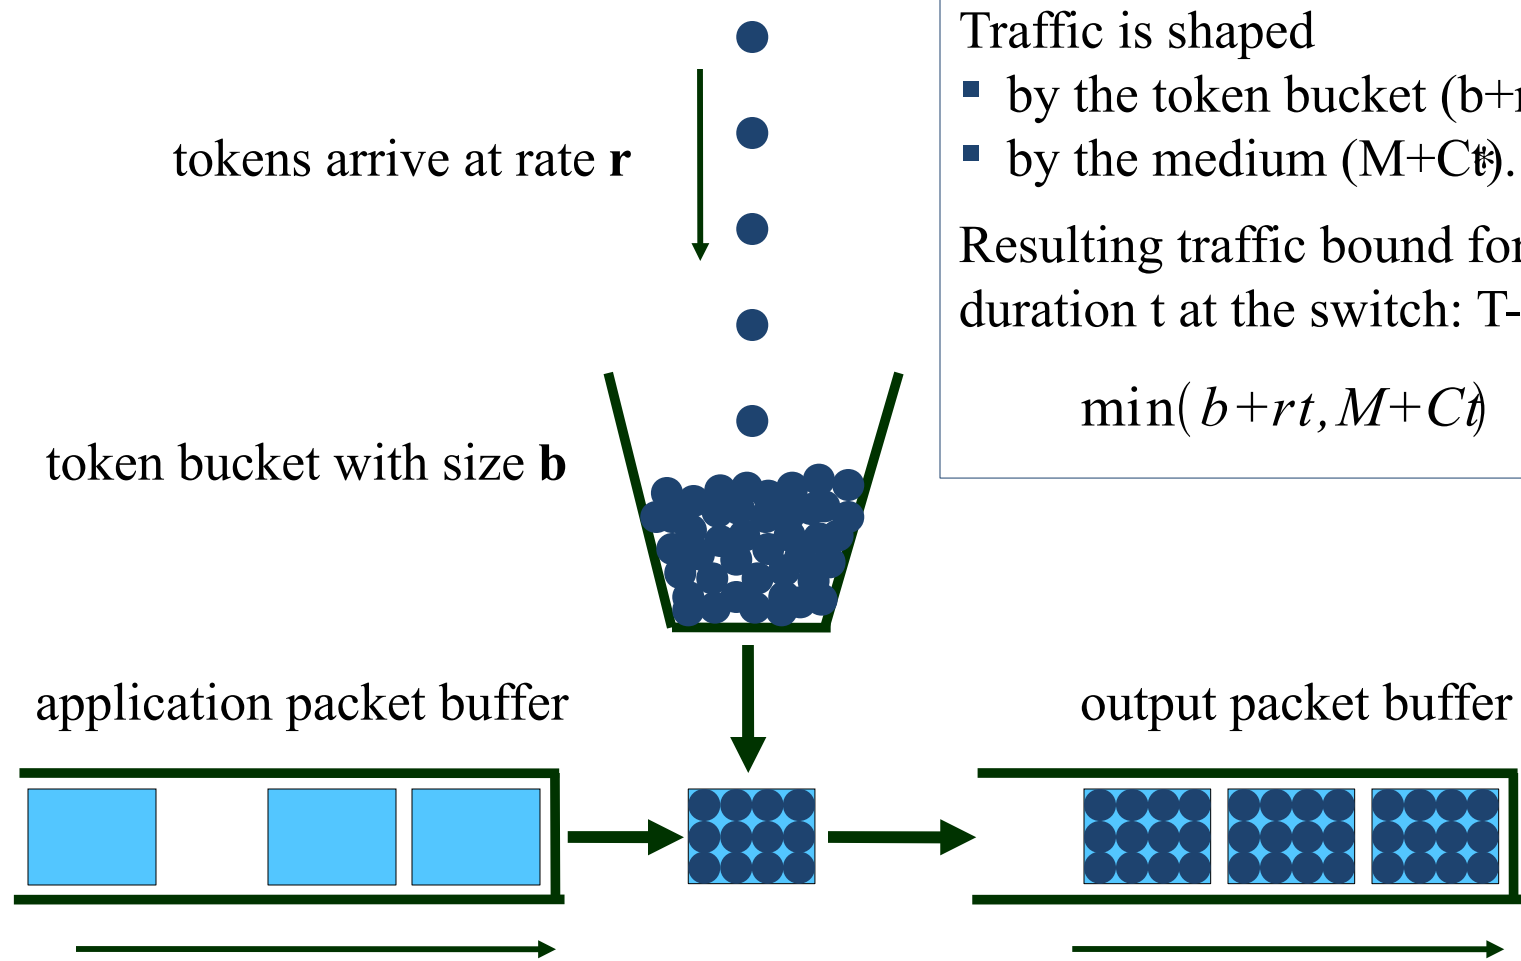 Traffic is shaped
▪ by the token bucket (b+r
▪ by the medium (M+Ct*).
Resulting traffic bound for
duration t at the switch: T-
min(b+rt,M+Ct)
tokens arrive at rate r
token bucket with size b
application packet buffer
output packet buffer